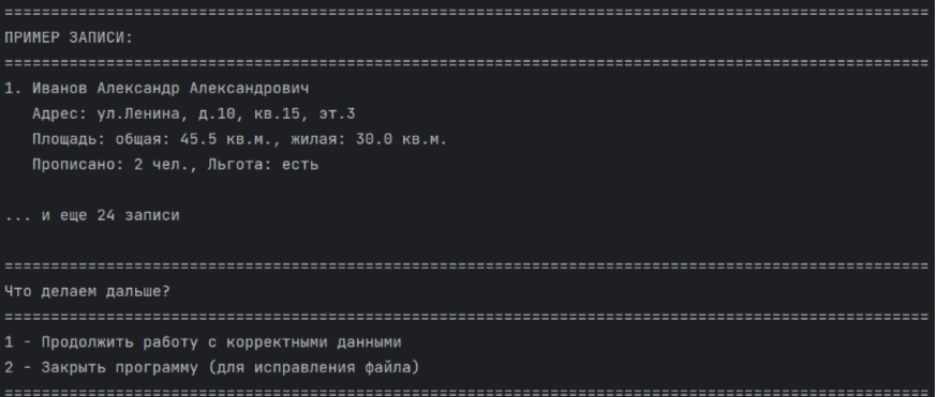 ====================================================================================================
ПРИМЕР ЗАПИСИ:
====================================================================================================
1. Иванов Александр Александрович
   Адрес: ул.Ленина, д.10, кв.15, эт.3
   Площадь: общая: 45.5 кв.м., жилая: 30.0 кв.м.
   Прописано: 2 чел., Льгота: есть

... и еще 24 записи

====================================================================================================
Что делаем дальше?
====================================================================================================
1 - Продолжить работу с корректными данными
2 - Закрыть программу (для исправления файла)
====================================================================================================